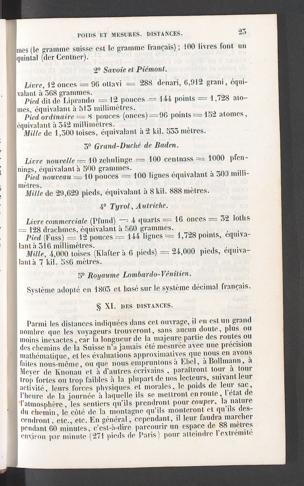 POIDS ET MESURES. DISTANCES. 23
mes (le gramme suisse est le gramme français); 100 livres font un
quintal (der Centner).
2° Savoie et Piémont.
Livre, 12 onces = 96 ottavi = 288 denari, 6,912 grani, équi-
valant à 368 grammes.
Pied dit de Liprando = 12 pouces = 144 points = 1,728 ato-
mes, équivalant à 513 millimètres.
Pied ordinaire = 8 pouces (onces) = 96 points = 152 atomes,
équivalant à 342 millimètres.
Mille de 1,300 toises, équivalant à 2 kil. 533 mètres.
3° Grand-Duché de Baden.
Livre nouvelle = 10 zehnlinge = 100 centnass = 1000 pfen-
nings, équivalant à 500 grammes.
Pied nouveau = 10 pouces = 100 lignes équivalant à 300 milli-
mètres.
Mille de 29,629 pieds, équivalant à 8 kil. 888 mètres.
4° Tyrol, Autriche.
Livre commerciale (Pfund) = 4 quarts = 16 onces = 32 loths
= 128 drachmes, équivalant à 560 grammes.
Pied (Fuss) = 12 pouces = 144 lignes = 1,728 points, équiva-
lant à 316 millimètres.
Mille, 4,000 toises (Klafter à 6 pieds) = 24,000 pieds, équiva-
lant à 7 kil. 586 mètres.
5° Royaume Lombardo-Vénitien.
Système adopté en 1803 et basé sur le système décimal français.
§ XI. DES DISTANCES.
Parmi les distances indiquées dans cet ouvrage, il en est un grand
nombre que les voyageurs trouveront, sans aucun doute, plus ou
moins inexactes, car la longueur de la majeure partie des routes ou
des chemins de la Suisse n'a jamais été mesurée avec une précision
mathématique, et les évaluations approximatives que nous en avons
faites nous-même, ou que nous empruntons à Ebel, à Bollmann, à
Meyer de Knonau et à d'autres écrivains, paraîtront tour à tour
trop fortes ou trop faibles à la plupart de nos lecteurs, suivant leur
activité, leurs forces physiques et morales, le poids de leur sac,
l'heure de la journée à laquelle ils se mettront en route, l'état de
l'atmosphère, les sentiers qu'ils prendront pour couper, la nature
du chemin, le côté de la montagne qu'ils monteront et qu'ils des-
cendront, etc., etc. En général, cependant, il leur faudra marcher
pendant 60 minutes, c'est-à-dire parcourir un espace de 88 mètres
environ par minute (271 pieds de Paris) pour atteindre l'extrémité